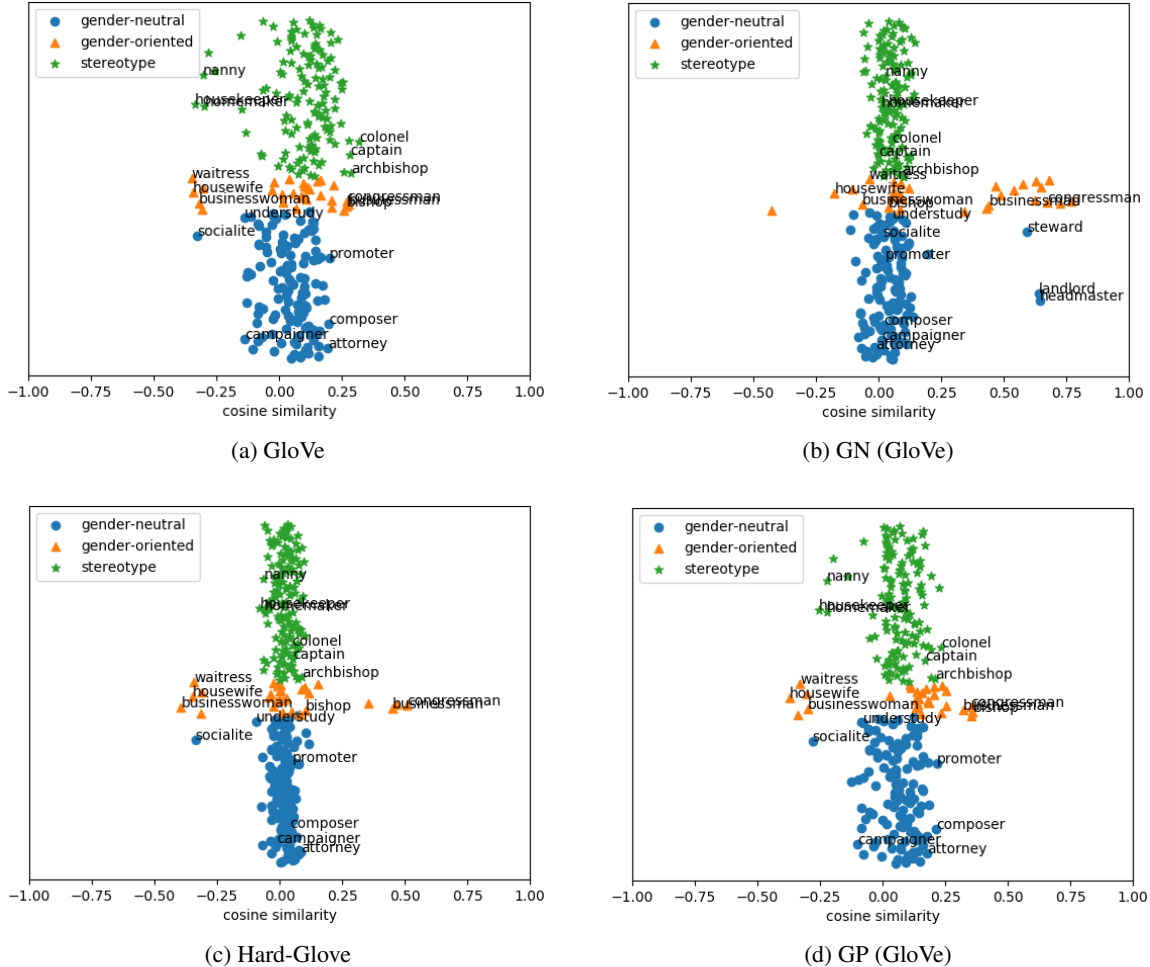 gender-neutral
gender-oriented
stereotype
nanny
housekeeper
homemaker
colonel
captain
archbishop
waitress
housewife
congressman
businesswoman
businessman
bishop
understudy
socialite
promoter
composer
campaigner
attorney
−1.00 −0.75 −0.50 −0.25 0.00 0.25 0.50 0.75 1.00
cosine similarity
(a) GloVe
gender-neutral
gender-oriented
stereotype
nanny
housekeeper
homemaker
colonel
captain
archbishop
waitress
housewife
businesswoman
businessman
congressman
bishop
understudy
steward
socialite
promoter
landlord
headmaster
composer
campaigner
attorney
−1.00 −0.75 −0.50 −0.25 0.00 0.25 0.50 0.75 1.00
cosine similarity
(b) GN (GloVe)
gender-neutral
gender-oriented
stereotype
nanny
housekeeper
homemaker
colonel
captain
archbishop
waitress
housewife
businesswoman
congressman
businessman
bishop
understudy
socialite
promoter
composer
campaigner
attorney
−1.00 −0.75 −0.50 −0.25 0.00 0.25 0.50 0.75 1.00
cosine similarity
(c) Hard-Glove
gender-neutral
gender-oriented
stereotype
nanny
housekeeper
homemaker
colonel
captain
archbishop
waitress
housewife
congressman
businesswoman
businessman
bishop
understudy
socialite
promoter
composer
campaigner
attorney
−1.00 −0.75 −0.50 −0.25 0.00 0.25 0.50 0.75 1.00
cosine similarity
(d) GP (GloVe)